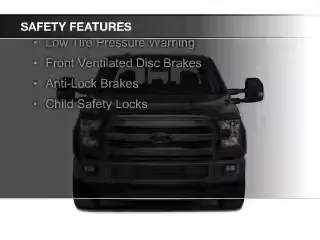 SAFETY FEATURES
• Low Tire Pressure Warning
• Front Ventilated Disc Brakes
• Anti-Lock Brakes
• Child Safety Locks